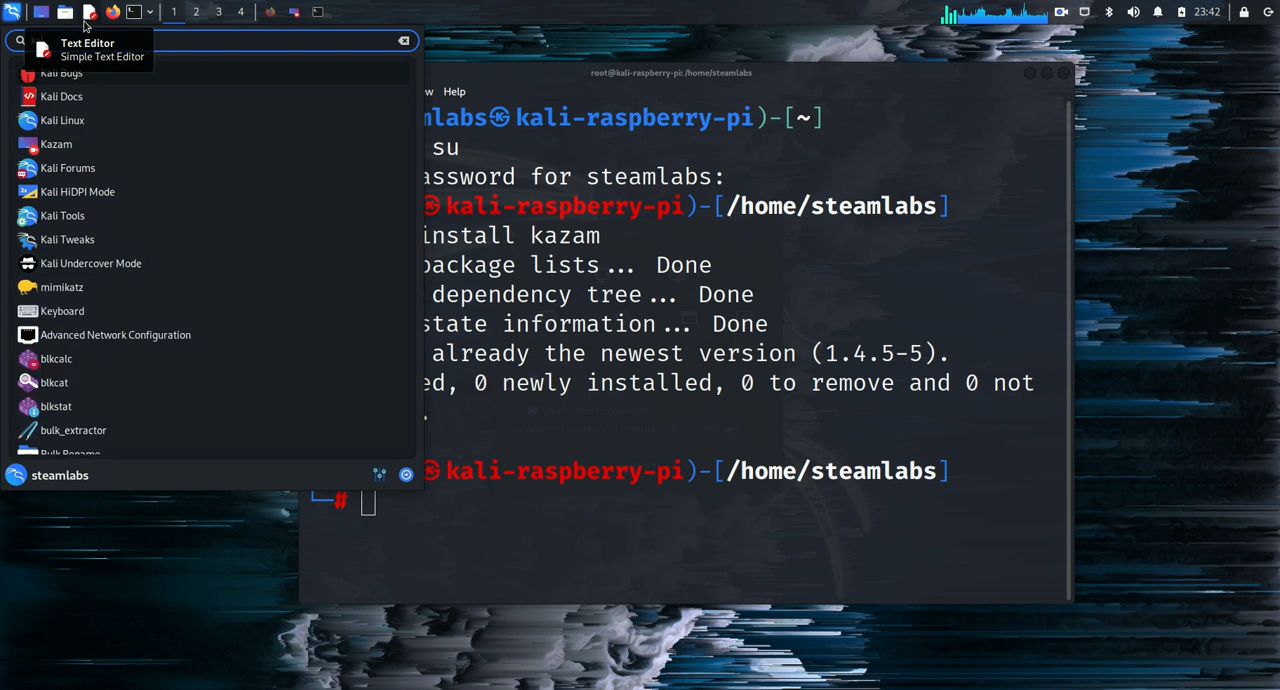 1 2 3 4
23:42
Text Editor
Simple Text Editor
Kali Bugs
Kali Docs
Kali Linux
Kazam
Kali Forums
Kali HiDPI Mode
Kali Tools
Kali Tweaks
Kali Undercover Mode
mimikatz
Keyboard
Advanced Network Configuration
blkcalc
blkcat
blkstat
bulk_extractor
Bulk Rename
steamlabs
root@kali-raspberry-pi: /home/steamlabs
w Help
mlabs㉿kali-raspberry-pi)-[~]
su
assword for steamlabs:
㉿kali-raspberry-pi)-[/home/steamlabs]
install kazam
package lists... Done
dependency tree... Done
state information... Done
already the newest version (1.4.5-5).
ed, 0 newly installed, 0 to remove and 0 not
.
㉿kali-raspberry-pi)-[/home/steamlabs]
└─#